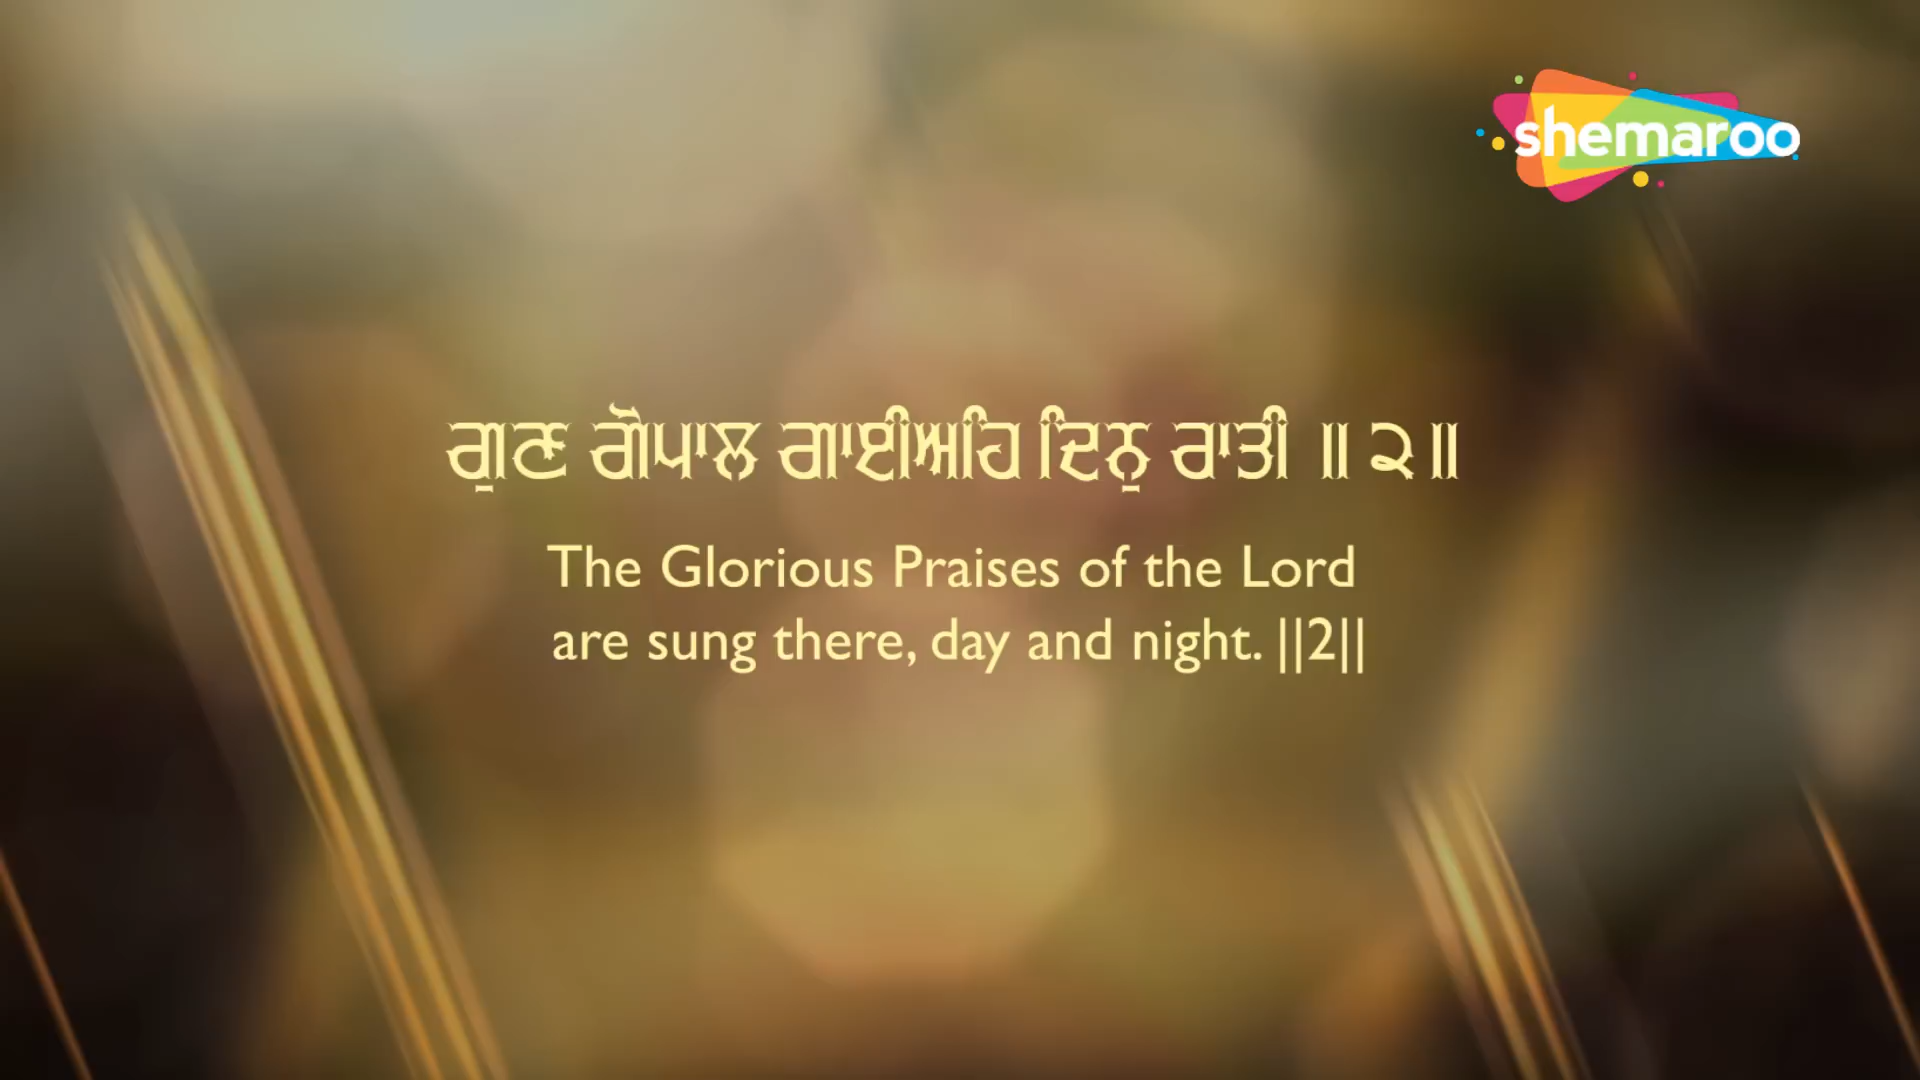 shemaroo
ਗੁਣ ਗੋਪਾਲ ਗਾਈਅਹਿ ਦਿਨੁ ਰਾਤੀ ॥ ੨ ॥
The Glorious Praises of the Lord
are sung there, day and night. ||2||